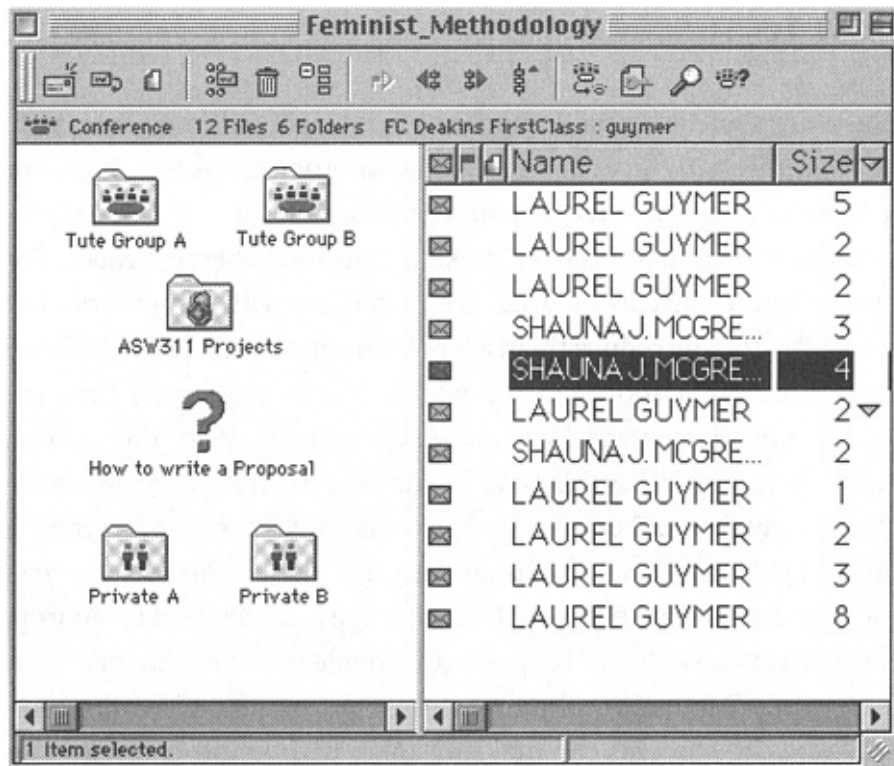 Feminist_Methodology
Conference 12 Files 6 Folders FC Deakins FirstClass : guymer
Tute Group A Tute Group B
ASW311 Projects
How to write a Proposal
Private A Private B
Name Size
LAUREL GUYMER 5
LAUREL GUYMER 2
LAUREL GUYMER 2
SHAUNA J. MCGRE... 3
SHAUNA J. MCGRE... 4
LAUREL GUYMER 2
SHAUNA J. MCGRE... 2
LAUREL GUYMER 1
LAUREL GUYMER 2
LAUREL GUYMER 3
LAUREL GUYMER 8
1 Item selected.